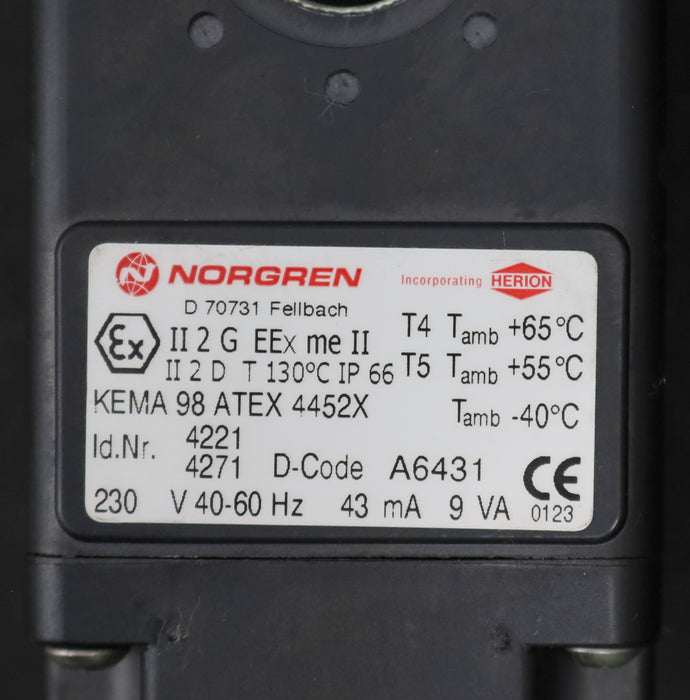 NORGREN Incorporating HERION
D 70731 Fellbach
Ex II 2 G EEx me II T4 Tamb +65°C
II 2 D T 130°C IP 66 T5 Tamb +55°C
KEMA 98 ATEX 4452X Tamb -40°C
Id.Nr. 4221
4271 D-Code A6431 CE
230 V 40-60 Hz 43 mA 9 VA 0123